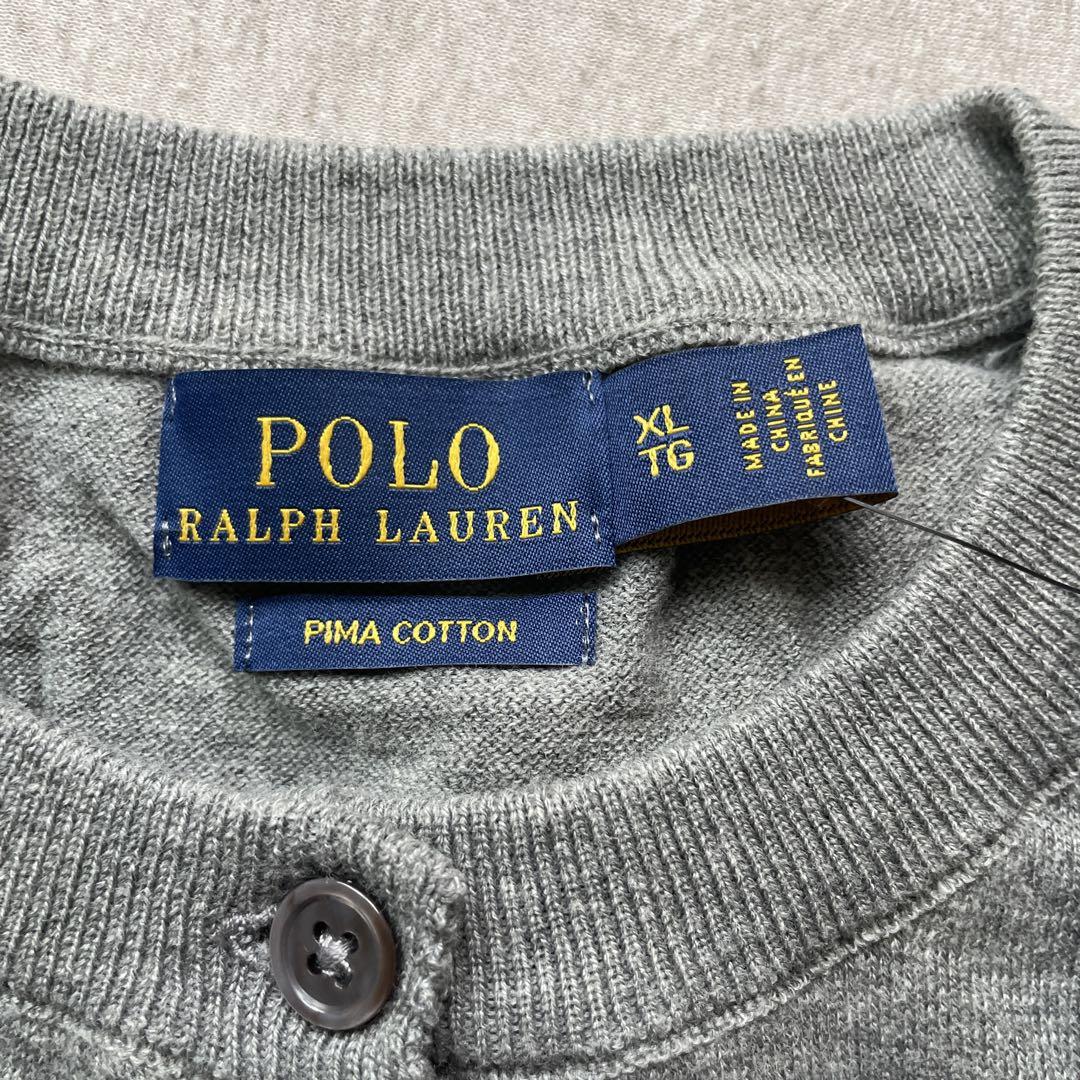 POLO
RALPH LAUREN
PIMA COTTON
XL
TG
MADE IN
CHINA
FABRIQUÉ EN
CHINE